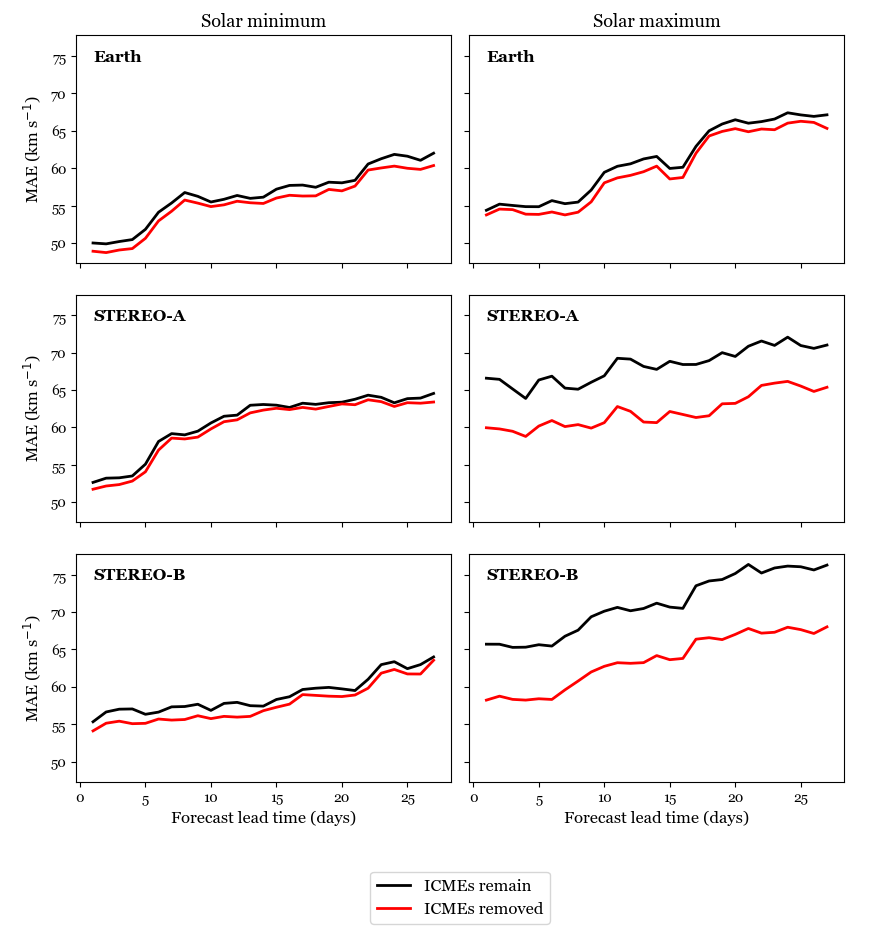 Solar minimum
Solar maximum
Earth
Earth
MAE (km s⁻¹)
75
70
65
60
55
50
STEREO-A
STEREO-A
MAE (km s⁻¹)
75
70
65
60
55
50
STEREO-B
STEREO-B
MAE (km s⁻¹)
75
70
65
60
55
50
0 5 10 15 20 25
0 5 10 15 20 25
Forecast lead time (days)
Forecast lead time (days)
ICMEs remain
ICMEs removed